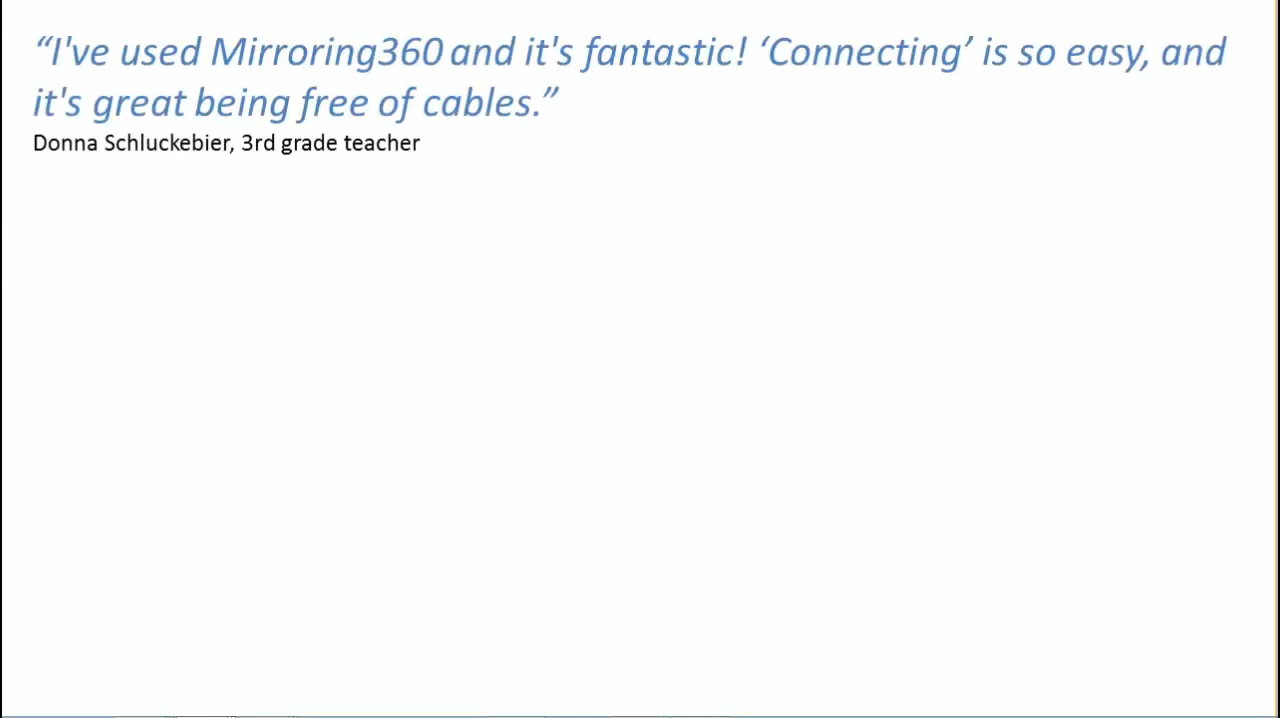 “I've used Mirroring360 and it's fantastic! ‘Connecting’ is so easy, and
it's great being free of cables.”
Donna Schluckebier, 3rd grade teacher